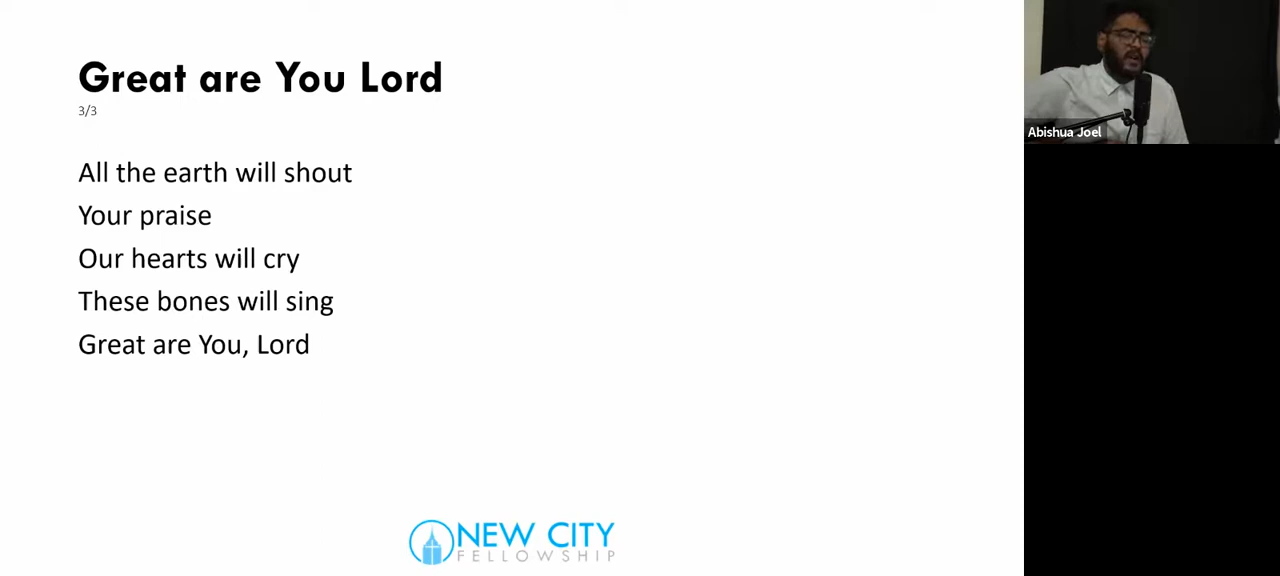 Great are You Lord
3/3
All the earth will shout
Your praise
Our hearts will cry
These bones will sing
Great are You, Lord
NEW CITY
FELLOWSHIP
Abishua Joel